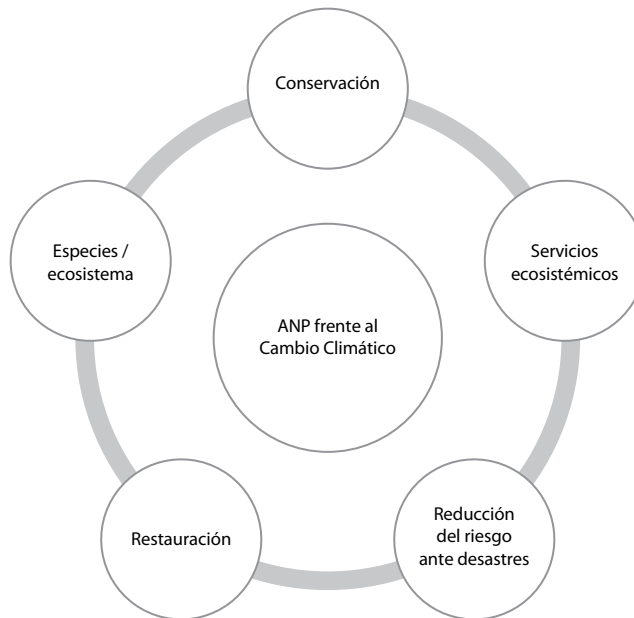 Conservación
Especies /
ecosistema
Servicios
ecosistémicos
ANP frente al
Cambio Climático
Restauración
Reducción
del riesgo
ante desastres